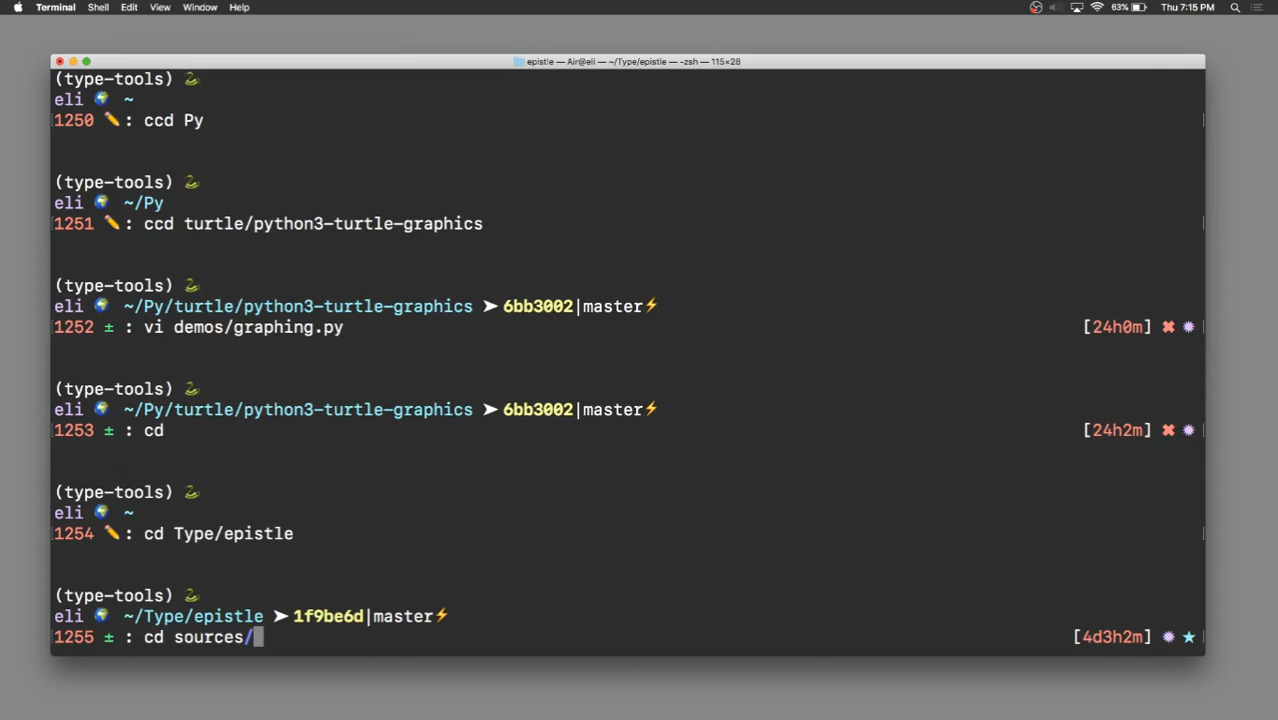 Terminal Shell Edit View Window Help 63% Thu 7:15 PM
epistle — Air@eli — ~/Type/epistle — -zsh — 115×28
(type-tools) 🐍
eli 🌍 ~
1250 ✏️ : ccd Py
(type-tools) 🐍
eli 🌍 ~/Py
1251 ✏️ : ccd turtle/python3-turtle-graphics
(type-tools) 🐍
eli 🌍 ~/Py/turtle/python3-turtle-graphics ➤ 6bb3002|master⚡
1252 ± : vi demos/graphing.py [24h0m] ✖ ✹
(type-tools) 🐍
eli 🌍 ~/Py/turtle/python3-turtle-graphics ➤ 6bb3002|master⚡
1253 ± : cd [24h2m] ✖ ✹
(type-tools) 🐍
eli 🌍 ~
1254 ✏️ : cd Type/epistle
(type-tools) 🐍
eli 🌍 ~/Type/epistle ➤ 1f9be6d|master⚡
1255 ± : cd sources/ [4d3h2m] ✹ ★